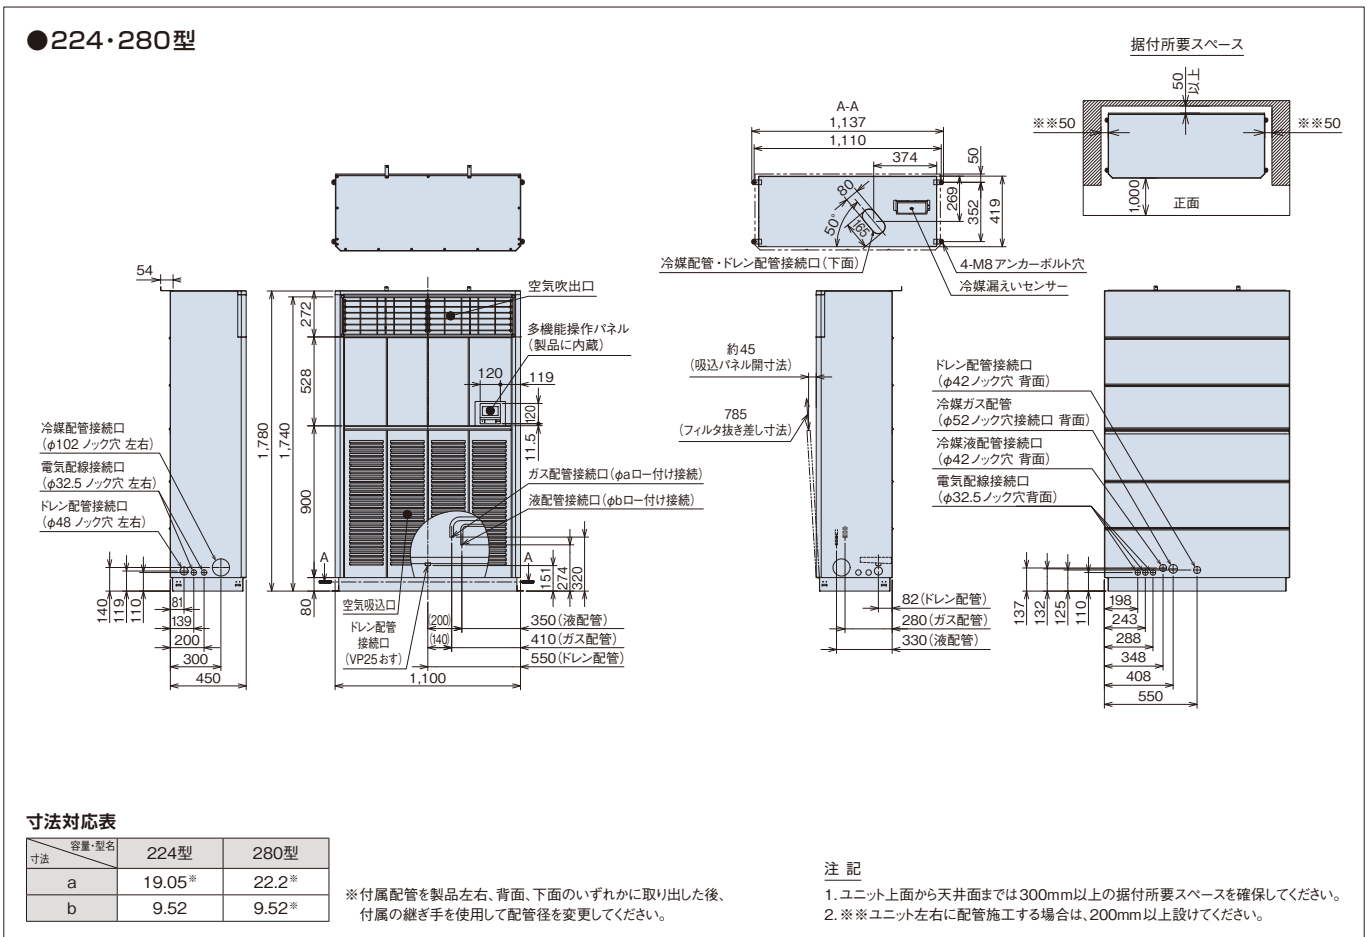 ●224・280型
据付所要スペース
50
以上
※※50
※※50
1,000
正面
A-A
1,137
1,110
374
50
80
50°
165
269
352
419
冷媒配管・ドレン配管接続口(下面)
4-M8アンカーボルト穴
冷媒漏えいセンサー
54
空気吹出口
多機能操作パネル
(製品に内蔵)
272
528
900
80
1,780
1,740
120
119
120
11.5
冷媒配管接続口
(φ102 ノック穴 左右)
電気配線接続口
(φ32.5 ノック穴 左右)
ドレン配管接続口
(φ48 ノック穴 左右)
ガス配管接続口(φaロー付け接続)
液配管接続口(φbロー付け接続)
A
A
140
119
110
81
139
200
300
450
空気吸込口
ドレン配管
接続口
(VP25おす)
(200)
(140)
151
274
320
350(液配管)
410(ガス配管)
550(ドレン配管)
1,100
約45
(吸込パネル開寸法)
785
(フィルタ抜き差し寸法)
82(ドレン配管)
280(ガス配管)
330(液配管)
ドレン配管接続口
(φ42ノック穴 背面)
冷媒ガス配管
(φ52ノック穴接続口 背面)
冷媒液配管接続口
(φ42ノック穴 背面)
電気配線接続口
(φ32.5ノック穴背面)
137
132
125
110
198
243
288
348
408
550
寸法対応表
容量・型名
寸法
224型
280型
a
19.05※
22.2※
b
9.52
9.52※
※付属配管を製品左右、背面、下面のいずれかに取り出した後、
付属の継ぎ手を使用して配管径を変更してください。
注 記
1.ユニット上面から天井面までは300mm以上の据付所要スペースを確保してください。
2.※※ユニット左右に配管施工する場合は、200mm以上設けてください。